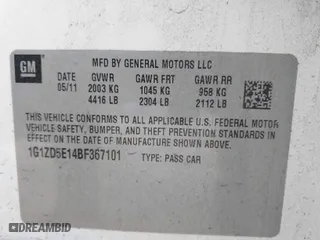 GM
MFD BY GENERAL MOTORS LLC
DATE GVWR GAWR FRT GAWR RR
05/11 2003 KG 1045 KG 958 KG
4416 LB 2304 LB 2112 LB
THIS VEHICLE CONFORMS TO ALL APPLICABLE U.S. FEDERAL MOTOR
VEHICLE SAFETY, BUMPER, AND THEFT PREVENTION STANDARDS IN
EFFECT ON THE DATE OF MANUFACTURE SHOWN ABOVE.
1G1ZD5E14BF367101 TYPE: PASS CAR
© DREAMBID